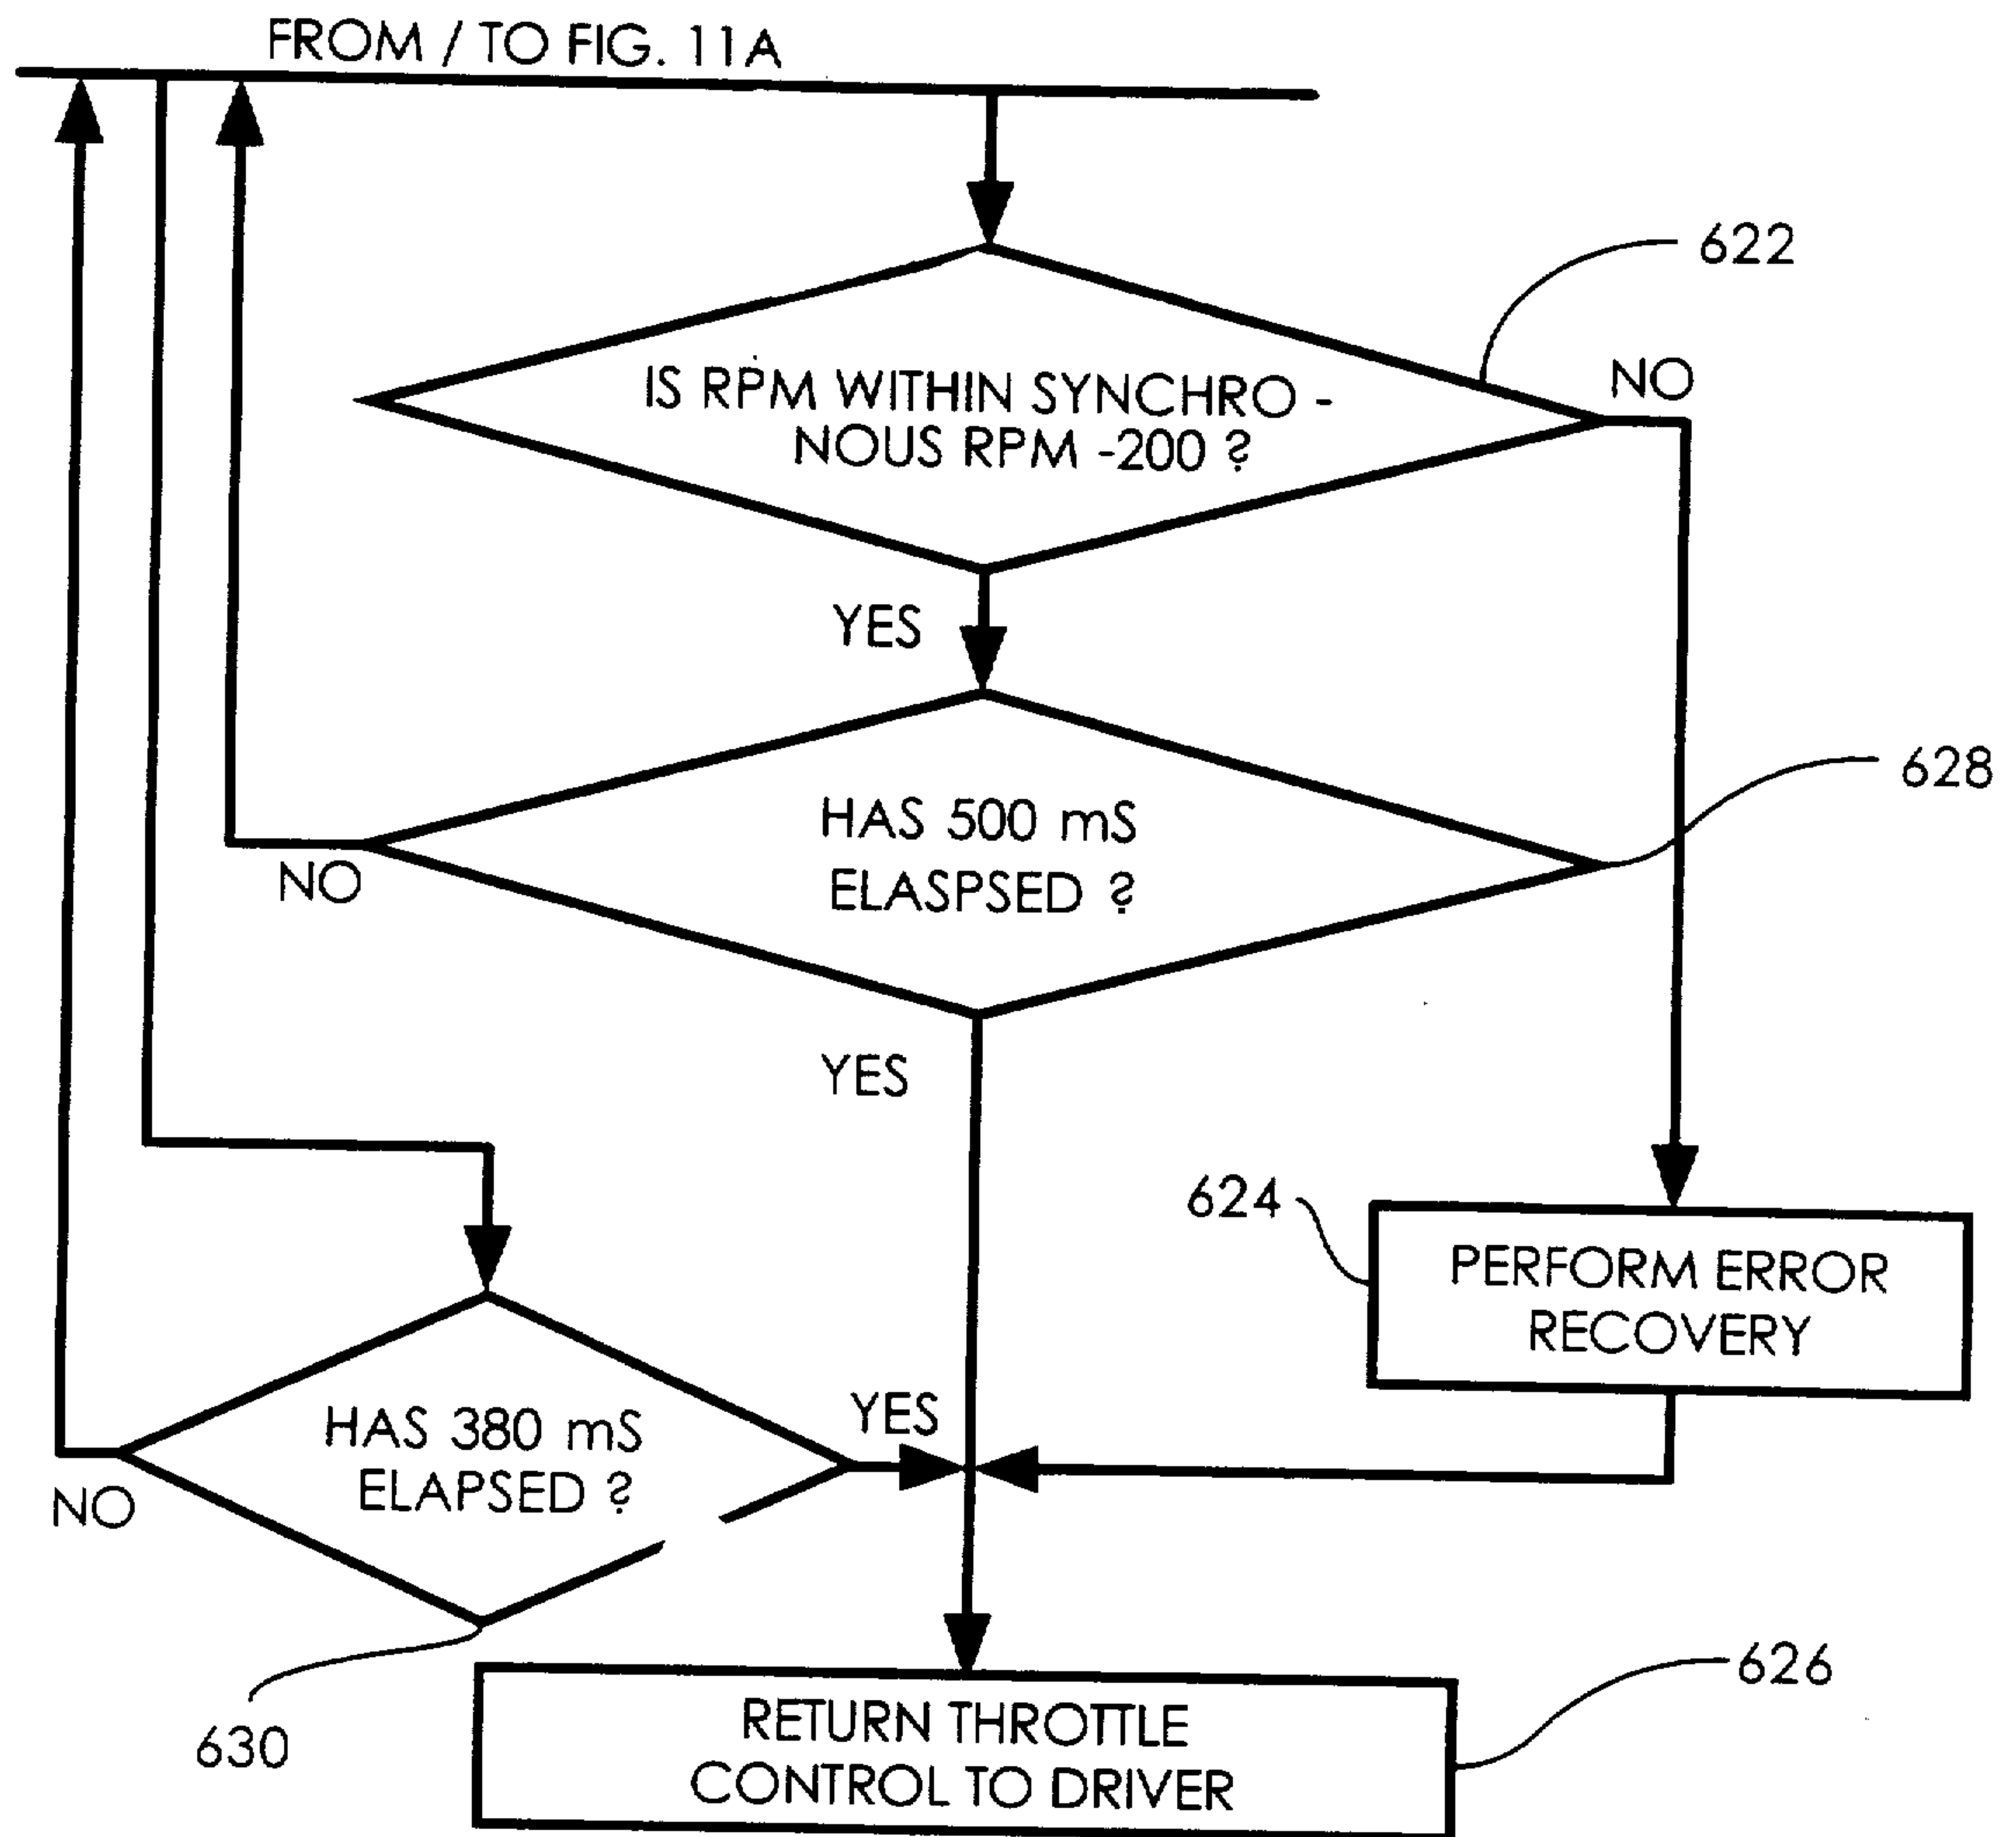 FROM / TO FIG. 11A
622
NO
IS RPM WITHIN SYNCHRO -
NOUS RPM -200 ?
YES
628
HAS 500 mS
ELASPSED ?
NO
YES
624
PERFORM ERROR
RECOVERY
YES
HAS 380 mS
ELAPSED ?
NO
626
630
RETURN THROTTLE
CONTROL TO DRIVER